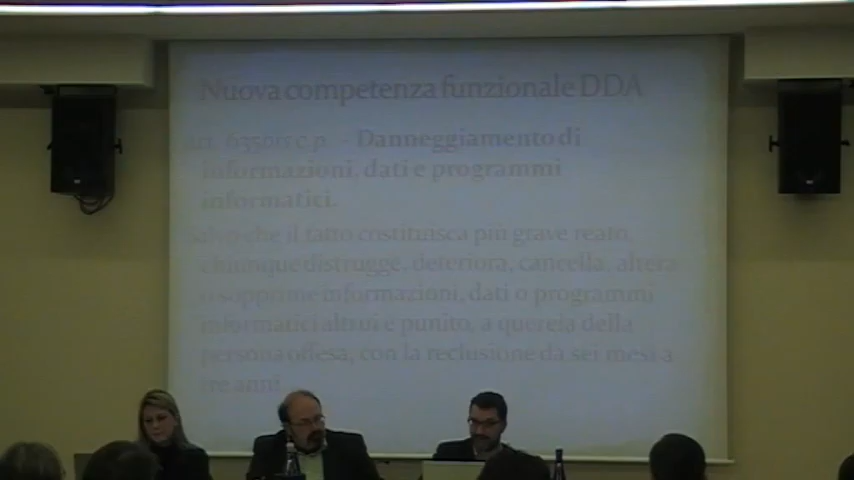 Nuova competenza funzionale DDA
art. 635bis c.p. Danneggiamento di
informazioni, dati e programmi
informatici.
Salvo che il fatto costituisca più grave reato,
chiunque distrugge, deteriora, cancella, altera
o sopprime informazioni, dati o programmi
informatici altrui è punito, a querela della
persona offesa, con la reclusione da sei mesi a
tre anni